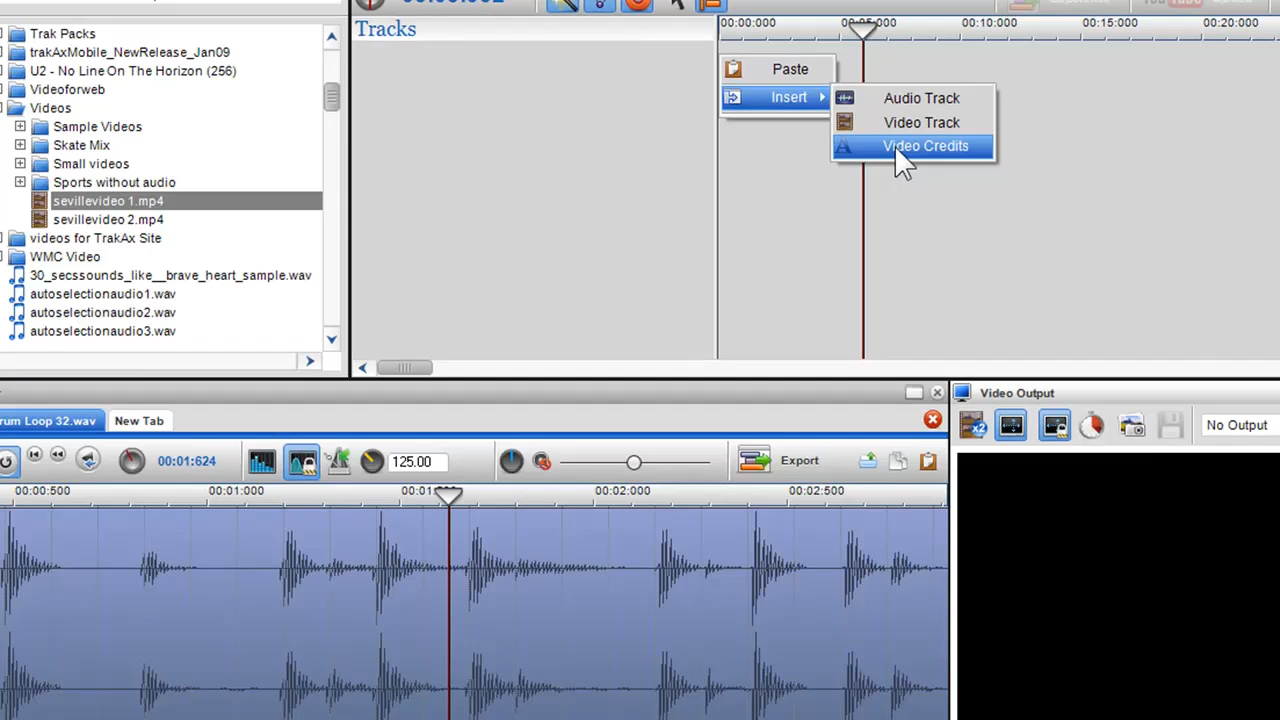 Tracks
00:00:000
00:05:000
00:10:000
00:15:000
00:20:000
Trak Packs
trakAxMobile_NewRelease_Jan09
U2 - No Line On The Horizon (256)
Videoforweb
Videos
Sample Videos
Skate Mix
Small videos
Sports without audio
sevillevideo 1.mp4
sevillevideo 2.mp4
videos for TrakAx Site
WMC Video
30_secssounds_like__brave_heart_sample.wav
autoselectionaudio1.wav
autoselectionaudio2.wav
autoselectionaudio3.wav
Paste
Insert
Audio Track
Video Track
Video Credits
rum Loop 32.wav
New Tab
00:01:624
125.00
Export
00:00:500
00:01:000
00:02:000
00:02:500
Video Output
x2
No Output